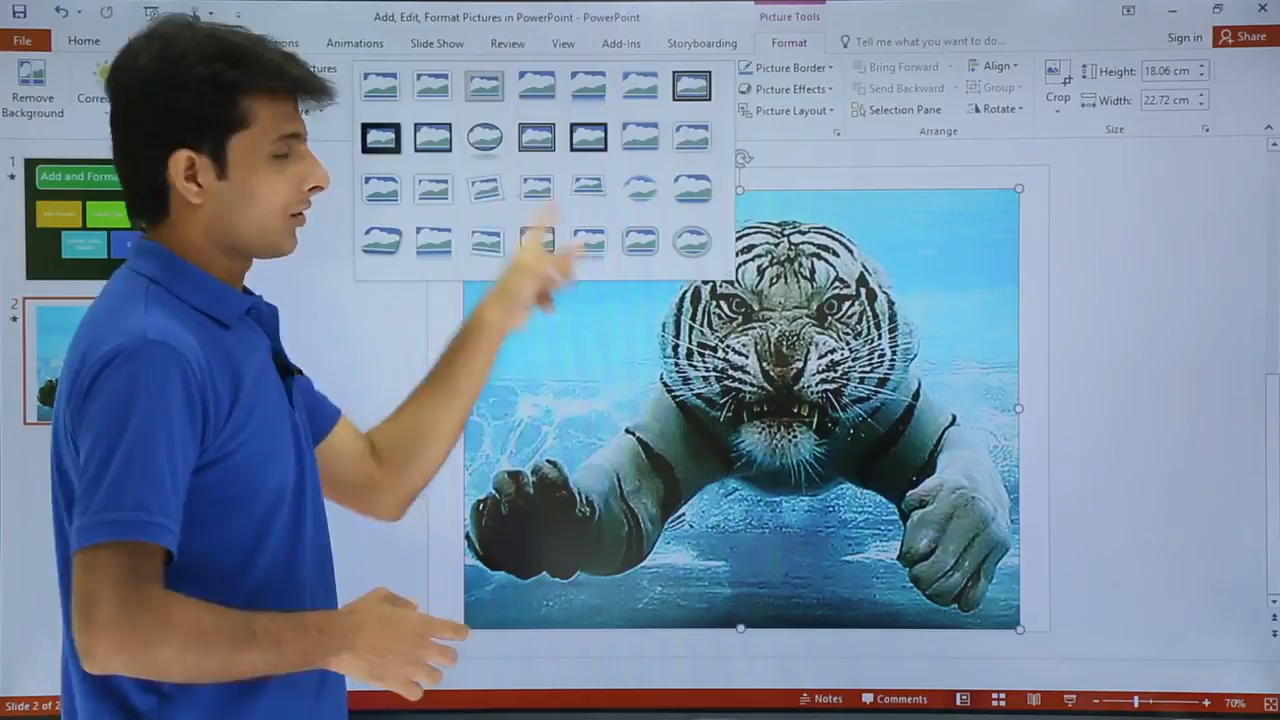 Add, Edit, Format Pictures in PowerPoint - PowerPoint
Picture Tools
File
Home
Animations
Slide Show
Review
View
Add-Ins
Storyboarding
Format
Tell me what you want to do...
Sign in
Share
Remove
Background
Picture Border
Picture Effects
Picture Layout
Bring Forward
Send Backward
Selection Pane
Align
Group
Rotate
Arrange
Crop
Height: 18.06 cm
Width: 22.72 cm
Size
1
Add and Forma
2
Slide 2 of 2
Notes
Comments
70%